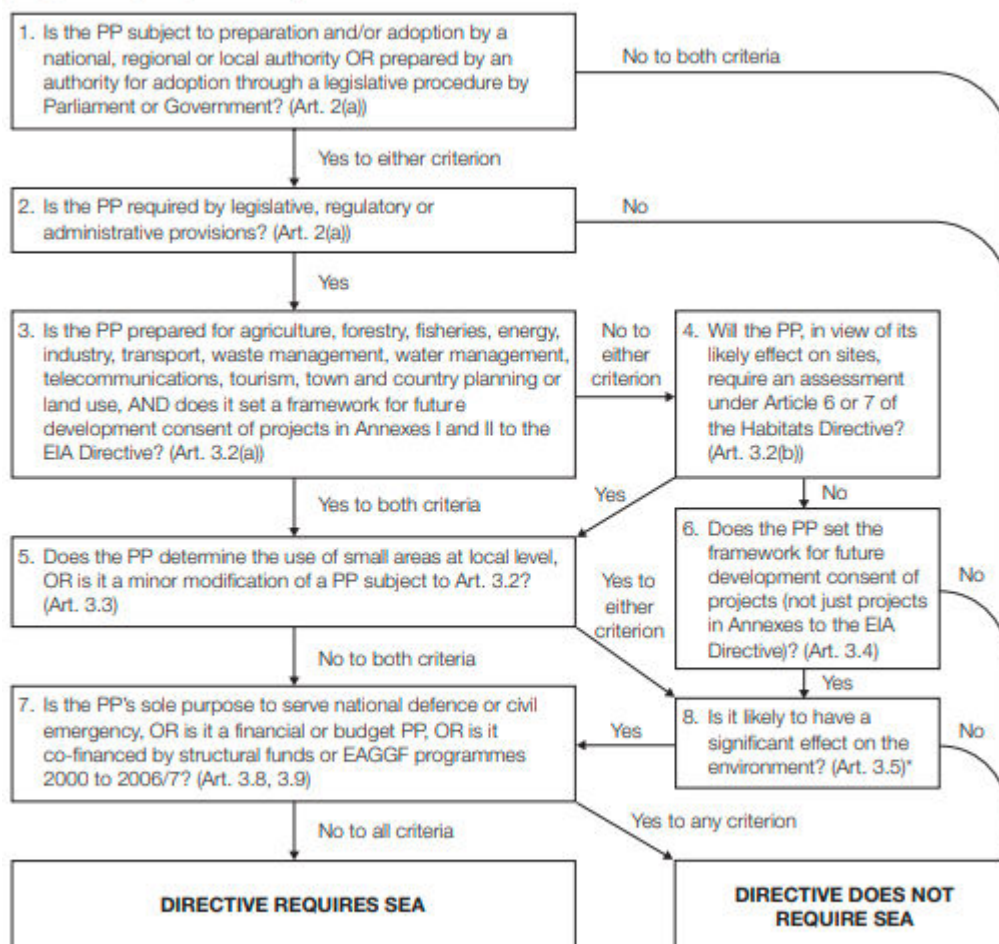 1. Is the PP subject to preparation and/or adoption by a
national, regional or local authority OR prepared by an
authority for adoption through a legislative procedure by
Parliament or Government? (Art. 2(a))
No to both criteria
Yes to either criterion
2. Is the PP required by legislative, regulatory or
administrative provisions? (Art. 2(a))
No
Yes
3. Is the PP prepared for agriculture, forestry, fisheries, energy,
industry, transport, waste management, water management,
telecommunications, tourism, town and country planning or
land use, AND does it set a framework for future
development consent of projects in Annexes I and II to the
EIA Directive? (Art. 3.2(a))
No to
either
criterion
4. Will the PP, in view of its
likely effect on sites,
require an assessment
under Article 6 or 7 of
the Habitats Directive?
(Art. 3.2(b))
Yes to both criteria
Yes
No
5. Does the PP determine the use of small areas at local level,
OR is it a minor modification of a PP subject to Art. 3.2?
(Art. 3.3)
Yes to
either
criterion
6. Does the PP set the
framework for future
development consent of
projects (not just projects
in Annexes to the EIA
Directive)? (Art. 3.4)
No
No to both criteria
Yes
7. Is the PP's sole purpose to serve national defence or civil
emergency, OR is it a financial or budget PP, OR is it
co-financed by structural funds or EAGGF programmes
2000 to 2006/7? (Art. 3.8, 3.9)
Yes
8. Is it likely to have a
significant effect on the
environment? (Art. 3.5)*
No
No to all criteria
Yes to any criterion
DIRECTIVE REQUIRES SEA
DIRECTIVE DOES NOT
REQUIRE SEA